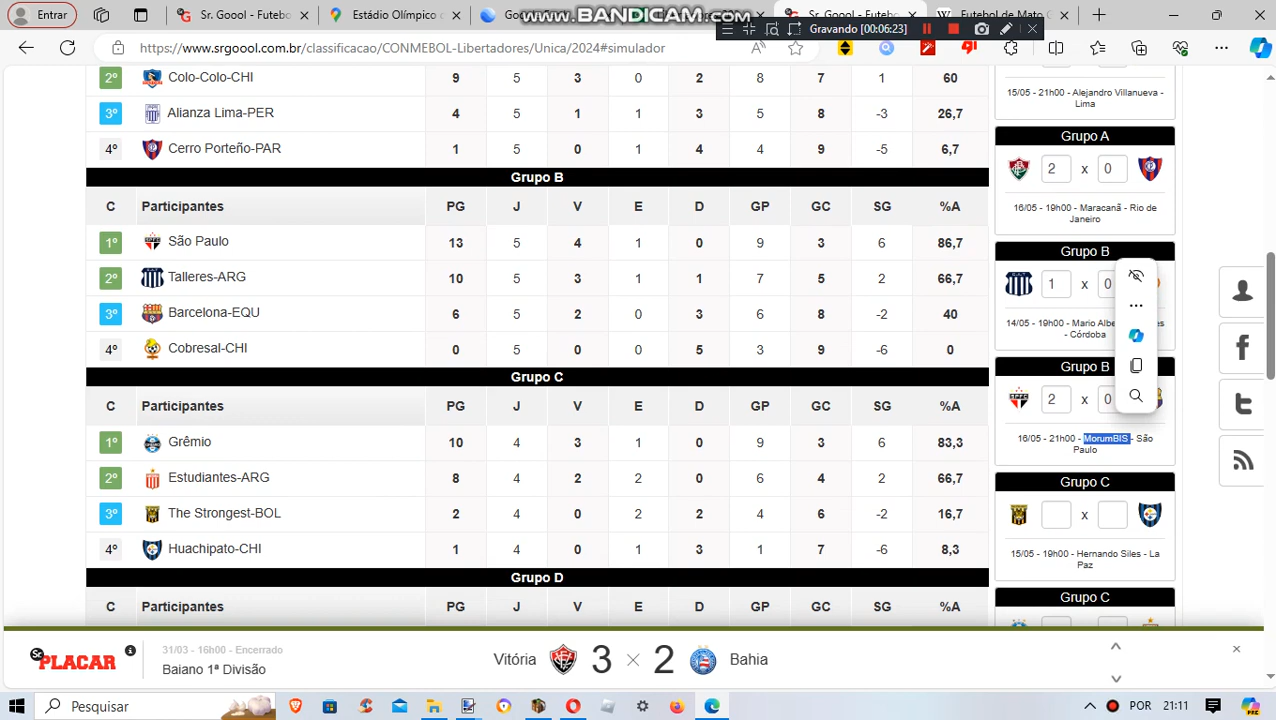 Entrar
G SRGOOL - Futebo
Estádio Olímpico
Goo
www.BANDICAM.com
G SRGOOL - Futebo
Futebol de Mato
Gravando [00:06:23]
https://www.srgoool.com.br/classificacao/CONMEBOL-Libertadores/Unica/2024#simulador
2º Colo-Colo-CHI 9 5 3 0 2 8 7 1 60
3º Alianza Lima-PER 4 5 1 1 3 5 8 -3 26,7
4º Cerro Porteño-PAR 1 5 0 1 4 4 9 -5 6,7
Grupo B
C Participantes PG J V E D GP GC SG %A
1º São Paulo 13 5 4 1 0 9 3 6 86,7
2º Talleres-ARG 10 5 3 1 1 7 5 2 66,7
3º Barcelona-EQU 6 5 2 0 3 6 8 -2 40
4º Cobresal-CHI 0 5 0 0 5 3 9 -6 0
Grupo C
C Participantes PG J V E D GP GC SG %A
1º Grêmio 10 4 3 1 0 9 3 6 83,3
2º Estudiantes-ARG 8 4 2 2 0 6 4 2 66,7
3º The Strongest-BOL 2 4 0 2 2 4 6 -2 16,7
4º Huachipato-CHI 1 4 0 1 3 1 7 -6 8,3
Grupo D
C Participantes PG J V E D GP GC SG %A
15/05 - 21h00 - Alejandro Villanueva -
Lima
Grupo A
2 x 0
16/05 - 19h00 - Maracanã - Rio de
Janeiro
Grupo B
1 x 0
14/05 - 19h00 - Mario Albe
- Córdoba
Grupo B
2 x 0
16/05 - 21h00 - MorumBIS - São
Paulo
Grupo C
x
15/05 - 19h00 - Hernando Siles - La
Paz
Grupo C
SC PLACAR
31/03 - 16h00 - Encerrado
Baiano 1ª Divisão
Vitória 3 × 2 Bahia
Pesquisar
POR 21:11